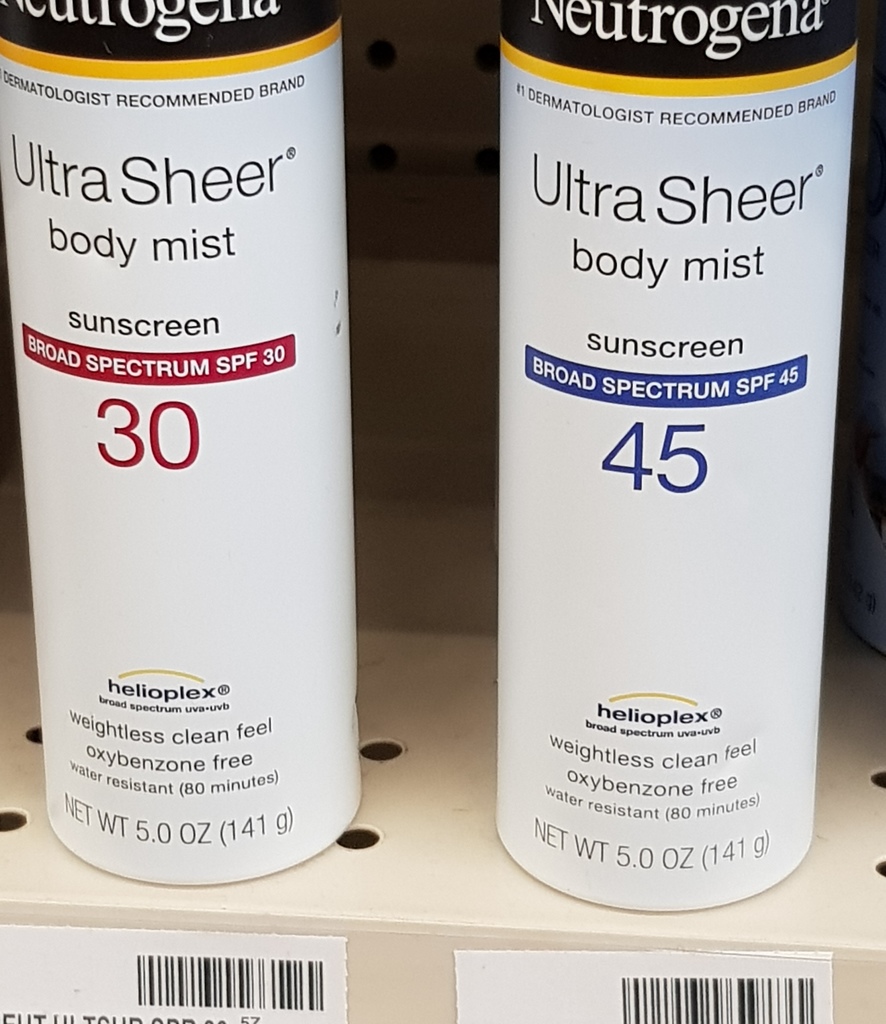 Neutrogena
DERMATOLOGIST RECOMMENDED BRAND
Ultra Sheer®
body mist
sunscreen
BROAD SPECTRUM SPF 30
30
helioplex®
broad spectrum uva•uvb
weightless clean feel
oxybenzone free
water resistant (80 minutes)
NET WT 5.0 OZ (141 g)
Neutrogena®
#1 DERMATOLOGIST RECOMMENDED BRAND
Ultra Sheer®
body mist
sunscreen
BROAD SPECTRUM SPF 45
45
helioplex®
broad spectrum uva•uvb
weightless clean feel
oxybenzone free
water resistant (80 minutes)
NET WT 5.0 OZ (141 g)
57